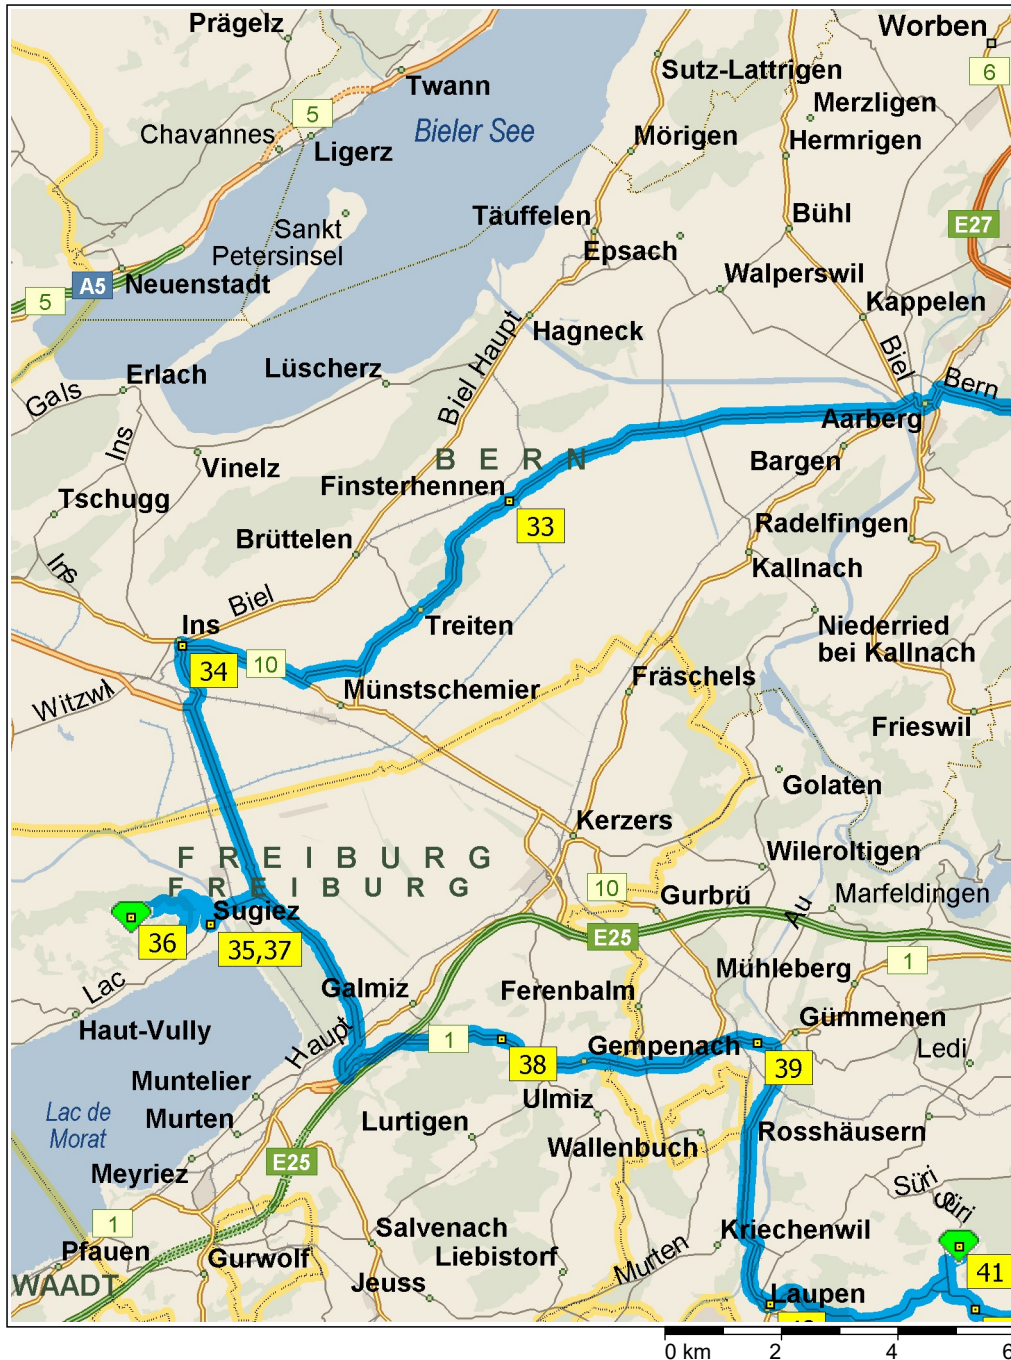 Prägelz
Worben
Twann
Sutz-Lattrigen
6
5
Merzligen
Chavannes
Bieler See
Mörigen
Hermrigen
Ligerz
Täuffelen
Bühl
E27
Sankt
Petersinsel
Epsach
A5
Neuenstadt
Walperswil
5
Kappelen
Hagneck
Biel Haupt
Biel
Erlach
Lüscherz
Bern
Gals
Aarberg
Ins
BERN
Bargen
Vinelz
Finsterhennen
Tschugg
33
Radelfingen
Brüttelen
Kallnach
Ins
Biel
Ins
Treiten
Niederried
bei Kallnach
34
10
Münstschemier
Fräschels
Witzwl
Frieswil
Golaten
Kerzers
FREIBURG
Wileroltigen
FREIBURG
10
Gurbrü
Marfeldingen
Au
Sugiez
36
35,37
E25
1
Mühleberg
Lac
Galmiz
Ferenbalm
Haut-Vully
Haupt
1
Gümmenen
Gempenach
Ledi
38
39
Muntelier
Lac de
Morat
Murten
Ulmiz
Lurtigen
Wallenbuch
Rosshäusern
Meyriez
E25
Süri
Süri
1
Salvenach
Kriechenwil
Pfauen
Gurwolf
Liebistorf
Murten
41
WAADT
Jeuss
Laupen
0 km
2
4
6